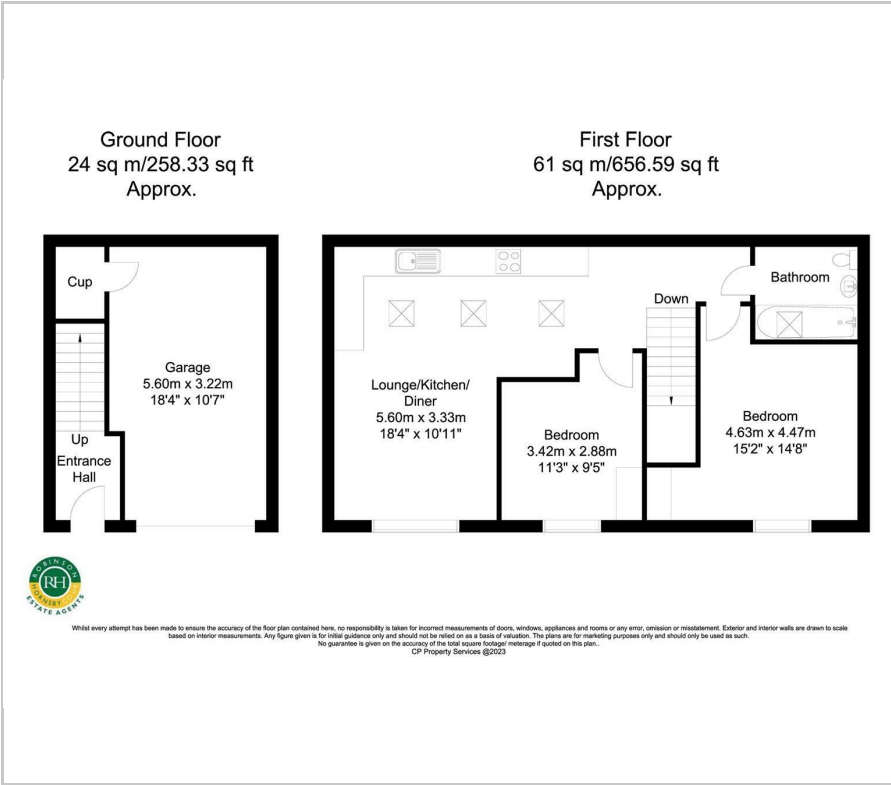 Ground Floor
24 sq m/258.33 sq ft
Approx.
First Floor
61 sq m/656.59 sq ft
Approx.
Cup
Garage
5.60m x 3.22m
18'4" x 10'7"
Up
Entrance
Hall
Lounge/Kitchen/
Diner
5.60m x 3.33m
18'4" x 10'11"
Bedroom
3.42m x 2.88m
11'3" x 9'5"
Down
Bathroom
Bedroom
4.63m x 4.47m
15'2" x 14'8"
ROBINSON
RH
HORNSBY
ESTATE AGENTS
Whilst every attempt has been made to ensure the accuracy of the floor plan contained here, no responsibility is taken for incorrect measurements of doors, windows, appliances and rooms or any error, omission or misstatement. Exterior and interior walls are drawn to scale
based on interior measurements. Any figure given is for initial guidance only and should not be relied on as a basis of valuation. The plans are for marketing purposes only and should only be used as such.
No guarantee is given on the accuracy of the total square footage/ meterage if quoted on this plan..
CP Property Services @2023